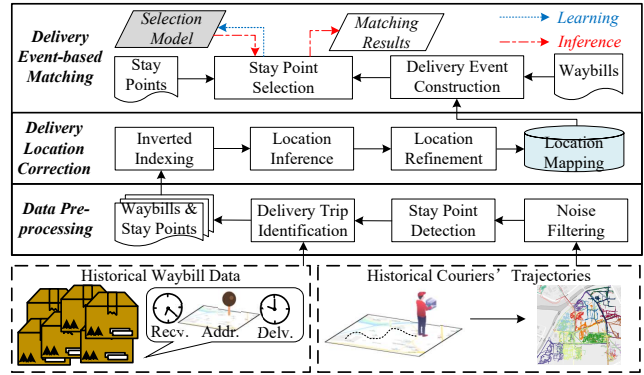 Delivery
Event-based
Matching
Selection
Model
Matching
Results
Learning
Inference
Stay
Points
Stay Point
Selection
Delivery Event
Construction
Waybills
Delivery
Location
Correction
Inverted
Indexing
Location
Inference
Location
Refinement
Location
Mapping
Data Pre-
processing
Waybills &
Stay Points
Delivery Trip
Identification
Stay Point
Detection
Noise
Filtering
Historical Waybill Data
Recv. Addr. Delv.
Historical Couriers’ Trajectories